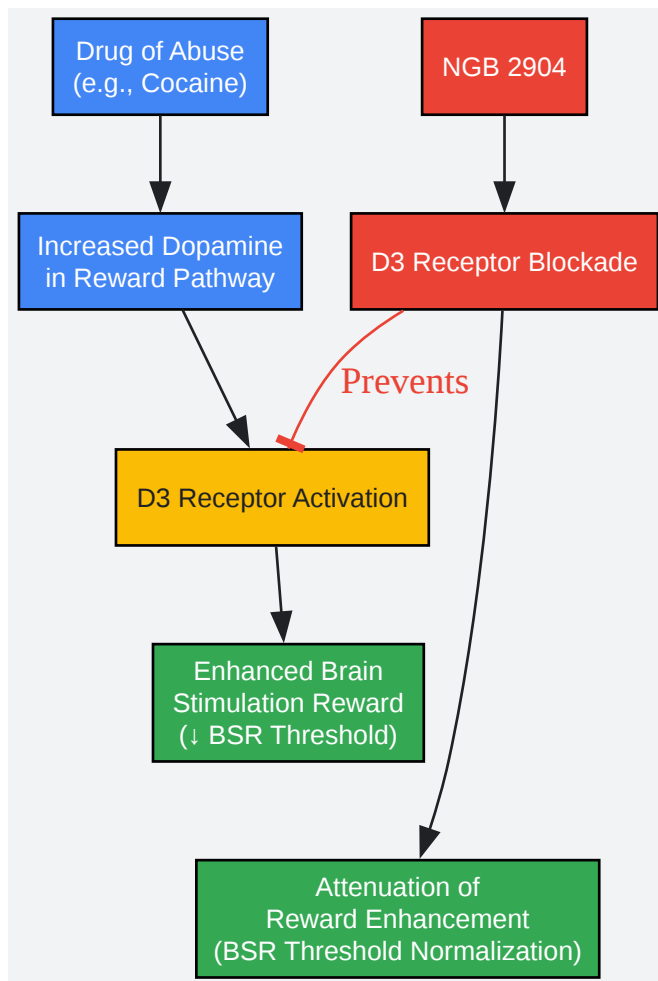 Drug of Abuse
(e.g., Cocaine)
NGB 2904
Increased Dopamine
in Reward Pathway
D3 Receptor Blockade
Prevents
D3 Receptor Activation
Enhanced Brain
Stimulation Reward
(↓ BSR Threshold)
Attenuation of
Reward Enhancement
(BSR Threshold Normalization)